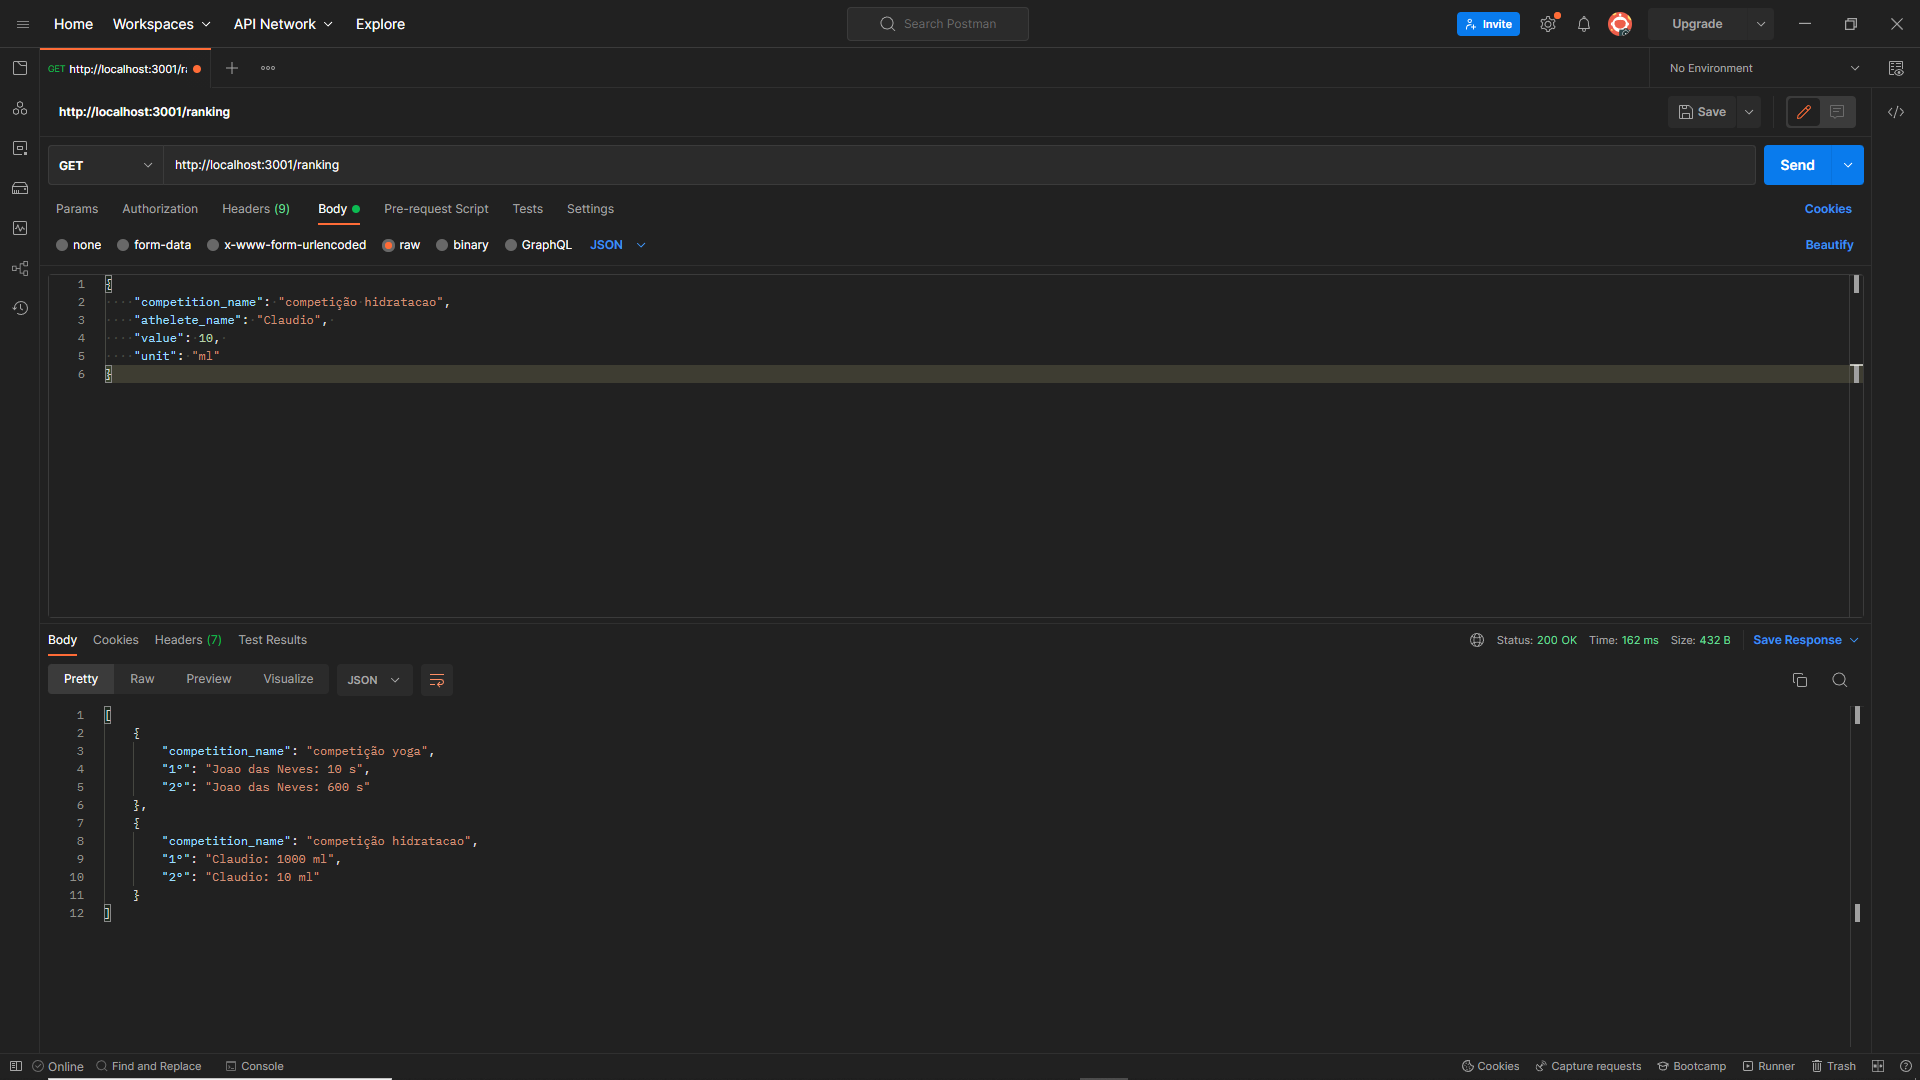 Home Workspaces API Network Explore Search Postman Invite Upgrade
GET http://localhost:3001/ra No Environment
http://localhost:3001/ranking Save
GET http://localhost:3001/ranking Send
Params Authorization Headers (9) Body Pre-request Script Tests Settings Cookies
none form-data x-www-form-urlencoded raw binary GraphQL JSON Beautify
1 {
2 "competition_name": "competição hidratacao",
3 "athelete_name": "Claudio",
4 "value": 10,
5 "unit": "ml"
6 }
Body Cookies Headers (7) Test Results Status: 200 OK Time: 162 ms Size: 432 B Save Response
Pretty Raw Preview Visualize JSON
1 [
2 {
3 "competition_name": "competição yoga",
4 "1º": "Joao das Neves: 10 s",
5 "2º": "Joao das Neves: 600 s"
6 },
7 {
8 "competition_name": "competição hidratacao",
9 "1º": "Claudio: 1000 ml",
10 "2º": "Claudio: 10 ml"
11 }
12 ]
Online Find and Replace Console Cookies Capture requests Bootcamp Runner Trash